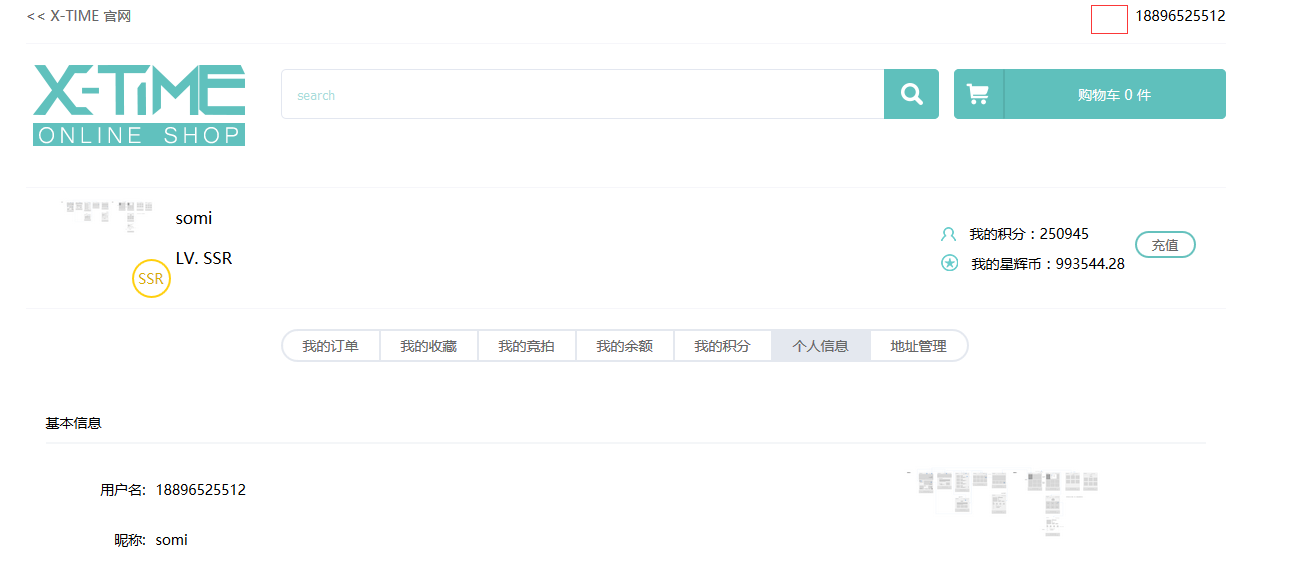 << X-TIME 官网
18896525512
X-TIME
ONLINE SHOP
search
购物车 0 件
somi
LV. SSR
SSR
我的积分：250945
我的星辉币：993544.28
充值
我的订单 我的收藏 我的竞拍 我的余额 我的积分 个人信息 地址管理
基本信息
用户名: 18896525512
昵称: somi